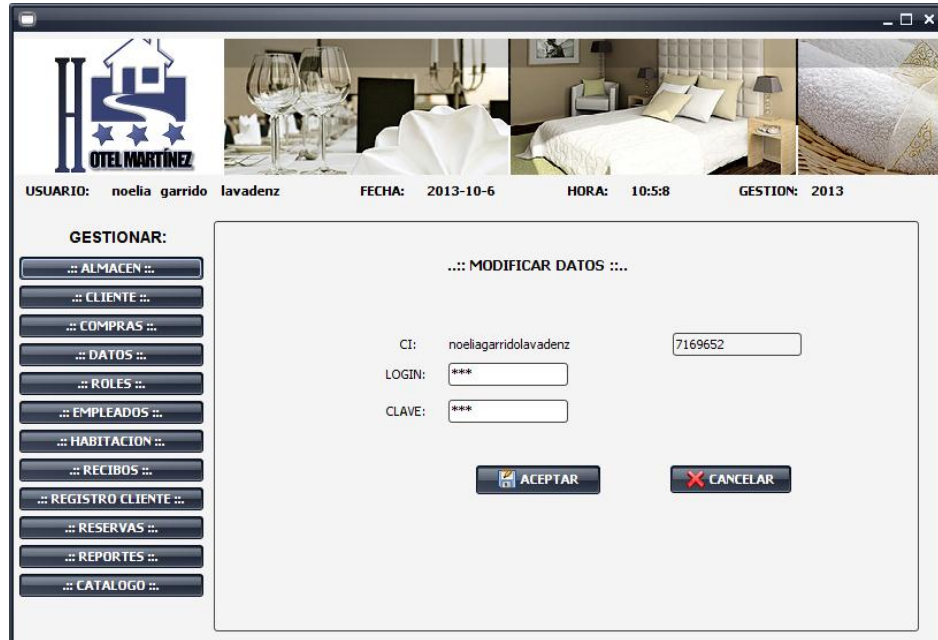 H
OTEL MARTÍNEZ
USUARIO: noelia garrido lavadenz FECHA: 2013-10-6 HORA: 10:5:8 GESTION: 2013
GESTIONAR:
.:: ALMACEN ::.
.:: CLIENTE ::.
.:: COMPRAS ::.
.:: DATOS ::.
.:: ROLES ::.
.:: EMPLEADOS ::.
.:: HABITACION ::.
.:: RECIBOS ::.
.:: REGISTRO CLIENTE ::.
.:: RESERVAS ::.
.:: REPORTES ::.
.:: CATALOGO ::.
..:: MODIFICAR DATOS ::..
CI: noeliagarridolavadenz 7169652
LOGIN: ***
CLAVE: ***
ACEPTAR CANCELAR